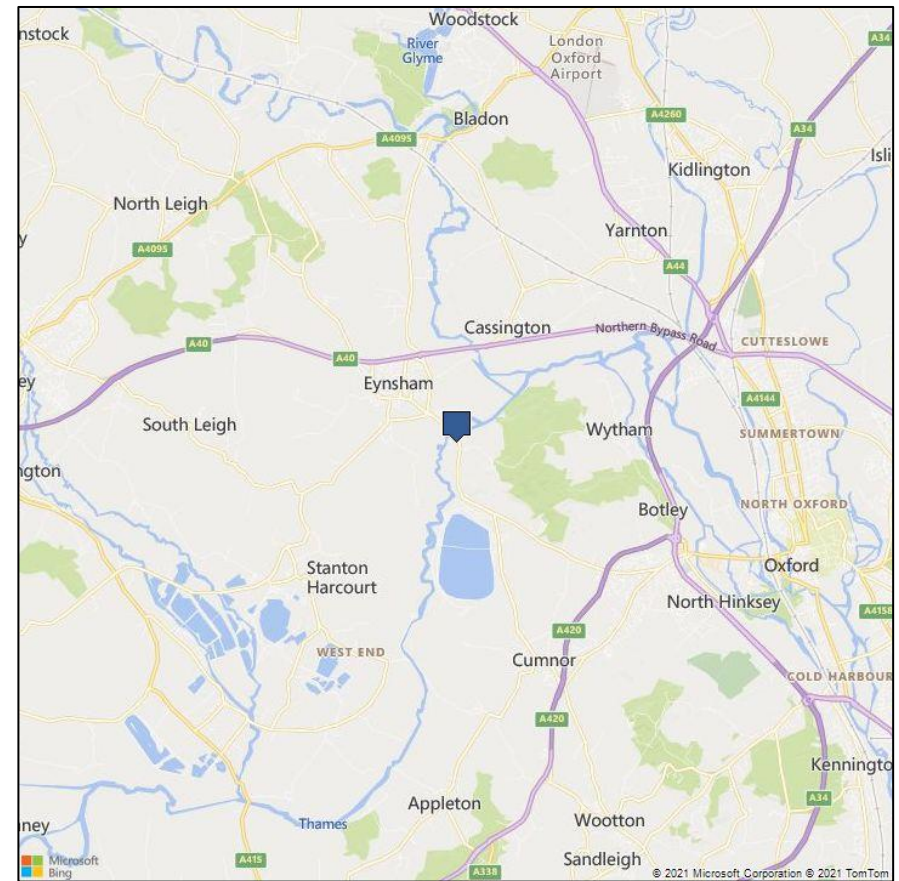 Woodstock
nstock
River
Glyme
London
Oxford
Airport
A34
Bladon
A4260
A34
A4095
Kidlington
Isli
North Leigh
Yarnton
y
A4095
A44
Cassington
Northern Bypass Road
CUTTESLOWE
A40
A40
ey
Eynsham
A4144
South Leigh
Wytham
SUMMERTOWN
ngton
Botley
NORTH OXFORD
Stanton
Harcourt
Oxford
North Hinksey
A4158
A420
WEST END
Cumnor
COLD HARBOUR
A420
Kenningto
A34
Appleton
Thames
Wootton
ney
A415
Sandleigh
A338
Microsoft
Bing
© 2021 Microsoft Corporation © 2021 TomTom